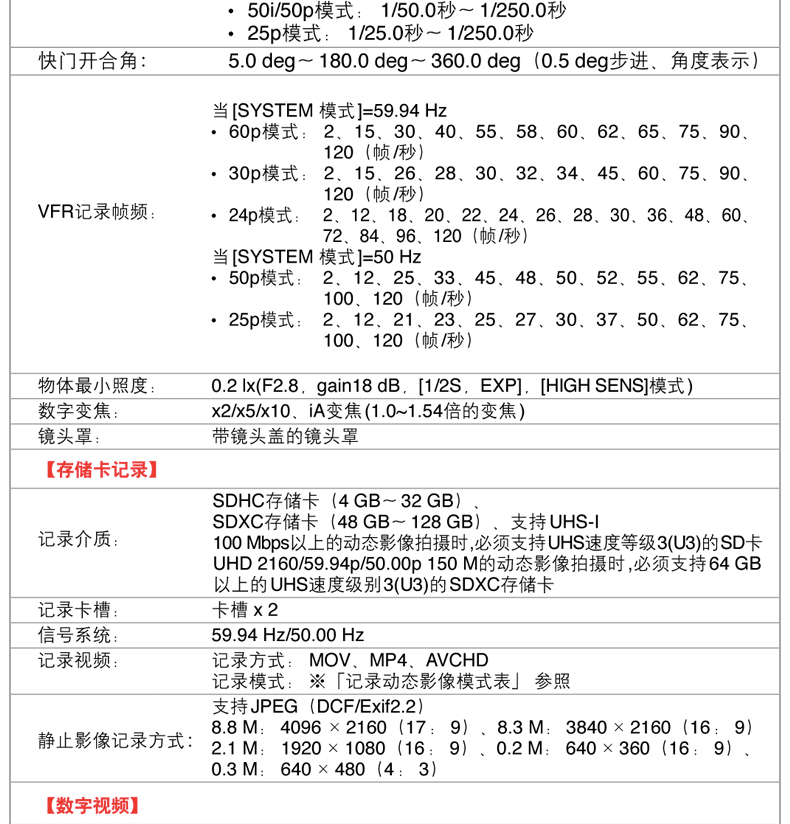 • 50i/50p模式： 1/50.0秒～ 1/250.0秒
• 25p模式： 1/25.0秒～ 1/250.0秒
快门开合角： 5.0 deg～ 180.0 deg～ 360.0 deg（0.5 deg步进、角度表示）
VFR记录帧频：
当[SYSTEM 模式]=59.94 Hz
• 60p模式： 2、15、30、40、55、58、60、62、65、75、90、
120（帧/秒）
• 30p模式： 2、15、26、28、30、32、34、45、60、75、90、
120（帧/秒）
• 24p模式： 2、12、18、20、22、24、26、28、30、36、48、60、
72、84、96、120（帧/秒）
当[SYSTEM 模式]=50 Hz
• 50p模式： 2、12、25、33、45、48、50、52、55、62、75、
100、120（帧/秒）
• 25p模式： 2、12、21、23、25、27、30、37、50、62、75、
100、120（帧/秒）
物体最小照度： 0.2 lx(F2.8，gain18 dB，[1/2S，EXP]，[HIGH SENS]模式)
数字变焦： x2/x5/x10、iA变焦(1.0~1.54倍的变焦)
镜头罩： 带镜头盖的镜头罩
【存储卡记录】
记录介质：
SDHC存储卡（4 GB～ 32 GB）、
SDXC存储卡（48 GB～ 128 GB）、支持UHS-I
100 Mbps以上的动态影像拍摄时,必须支持UHS速度等级3(U3)的SD卡
UHD 2160/59.94p/50.00p 150 M的动态影像拍摄时,必须支持64 GB
以上的UHS速度级别3(U3)的SDXC存储卡
记录卡槽： 卡槽 x 2
信号系统： 59.94 Hz/50.00 Hz
记录视频： 记录方式： MOV、MP4、AVCHD
记录模式： ※「记录动态影像模式表」 参照
静止影像记录方式：
支持JPEG（DCF/Exif2.2）
8.8 M： 4096 × 2160（17： 9）、8.3 M： 3840 × 2160（16： 9）
2.1 M： 1920 × 1080（16： 9）、0.2 M： 640 × 360（16： 9）、
0.3 M： 640 × 480（4： 3）
【数字视频】